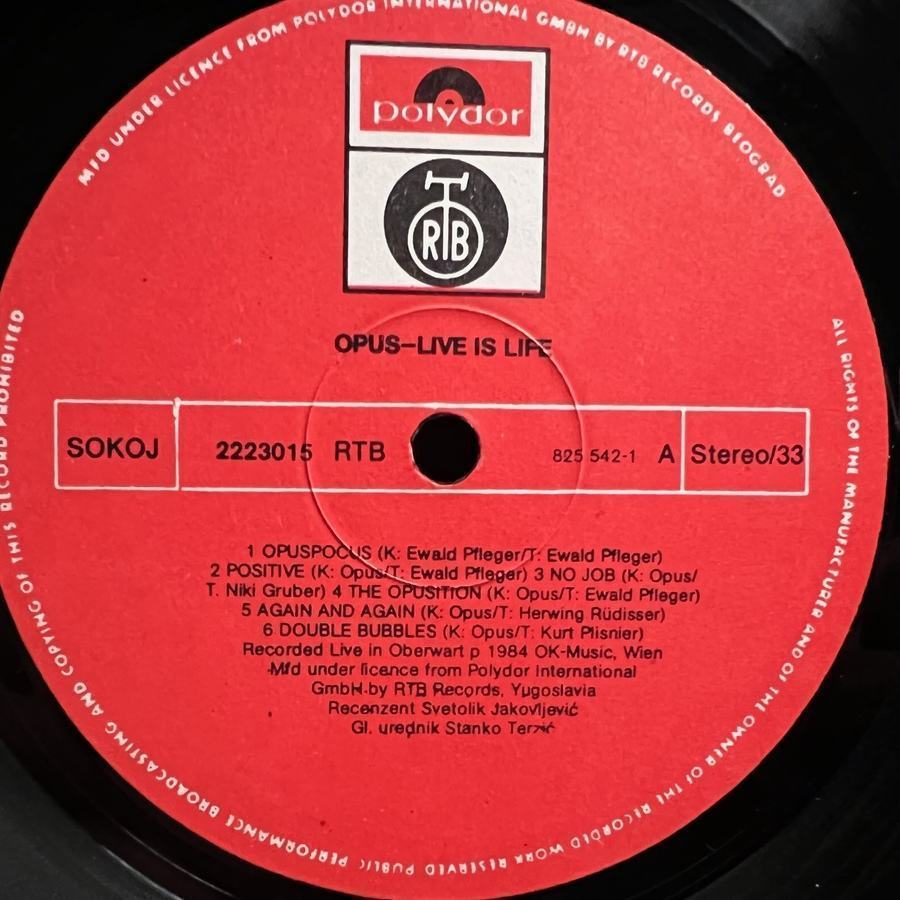 MFD UNDER LICENCE FROM POLYDOR INTERNATIONAL GMBH BY RTB RECORDS BEOGRAD
polydor
RTB
OPUS—LIVE IS LIFE
SOKOJ 2223015 RTB 825 542-1 A Stereo/33
1 OPUSPOCUS (K: Ewald Pfleger/T: Ewald Pfleger)
2 POSITIVE (K: Opus/T: Ewald Pfleger) 3 NO JOB (K: Opus/
T. Niki Gruber) 4 THE OPUSITION (K: Opus/T: Ewald Pfleger)
5 AGAIN AND AGAIN (K: Opus/T: Herwing Rüdisser)
6 DOUBLE BUBBLES (K: Opus/T: Kurt Plisnier)
Recorded Live in Oberwart p 1984 OK-Music, Wien
Mfd under licance from Polydor International
GmbH by RTB Records, Yugoslavia
Recenzent Svetolik Jakovljević
Gl. urednik Stanko Terzić
ALL RIGHTS OF THE MANUFACTURER AND OF THE OWNER OF THE RECORDED WORK RESERVED PUBLIC PERFORMANCE BROADCASTING AND COPYING OF THIS RECORD PROHIBITED